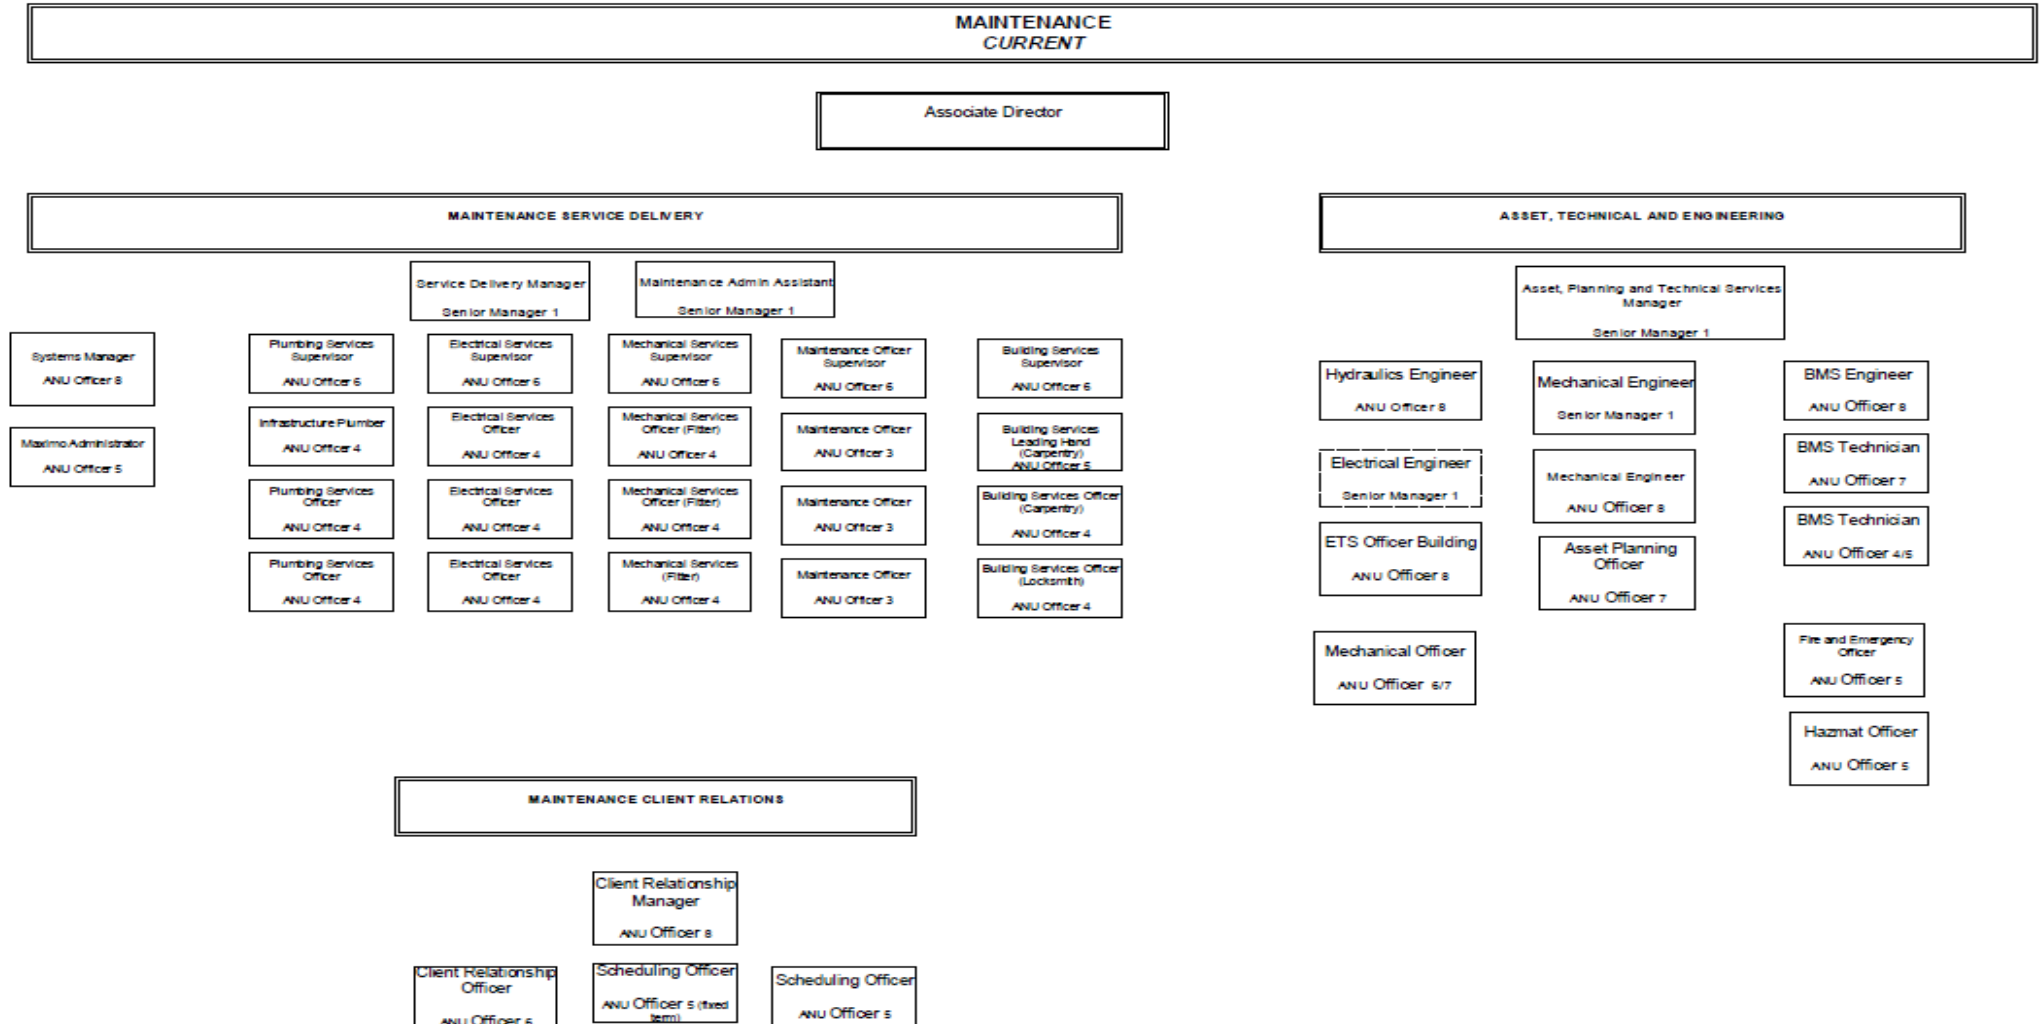 MAINTENANCE
CURRENT
Associate Director
MAINTENANCE SERVICE DELIVERY
Service Delivery Manager
Senior Manager 1
Maintenance Admin Assistant
Senior Manager 1
Systems Manager
ANU Officer 8
Maximo Administrator
ANU Officer 5
Plumbing Services
Supervisor
ANU Officer 6
Infrastructure Plumber
ANU Officer 4
Plumbing Services
Officer
ANU Officer 4
Plumbing Services
Officer
ANU Officer 4
Electrical Services
Supervisor
ANU Officer 6
Electrical Services
Officer
ANU Officer 4
Electrical Services
Officer
ANU Officer 4
Electrical Services
Officer
ANU Officer 4
Mechanical Services
Supervisor
ANU Officer 6
Mechanical Services
Officer (Fitter)
ANU Officer 4
Mechanical Services
Officer (Fitter)
ANU Officer 4
Mechanical Services
(Fitter)
ANU Officer 4
Maintenance Officer
Supervisor
ANU Officer 6
Maintenance Officer
ANU Officer 3
Maintenance Officer
ANU Officer 3
Maintenance Officer
ANU Officer 3
Building Services
Supervisor
ANU Officer 6
Building Services
Leading Hand
(Carpentry)
ANU Officer 5
Building Services Officer
(Carpentry)
ANU Officer 4
Building Services Officer
(Locksmith)
ANU Officer 4
ASSET, TECHNICAL AND ENGINEERING
Asset, Planning and Technical Services
Manager
Senior Manager 1
Hydraulics Engineer
ANU Officer 8
Electrical Engineer
Senior Manager 1
ETS Officer Building
ANU Officer 8
Mechanical Officer
ANU Officer 6/7
Mechanical Engineer
Senior Manager 1
Mechanical Engineer
ANU Officer 8
Asset Planning
Officer
ANU Officer 7
BMS Engineer
ANU Officer 8
BMS Technician
ANU Officer 7
BMS Technician
ANU Officer 4/5
Fire and Emergency
Officer
ANU Officer 5
Hazmat Officer
ANU Officer 5
MAINTENANCE CLIENT RELATIONS
Client Relationship
Manager
ANU Officer 8
Client Relationship
Officer
ANU Officer
Scheduling Officer
ANU Officer 5 (fixed
term)
Scheduling Officer
ANU Officer 5